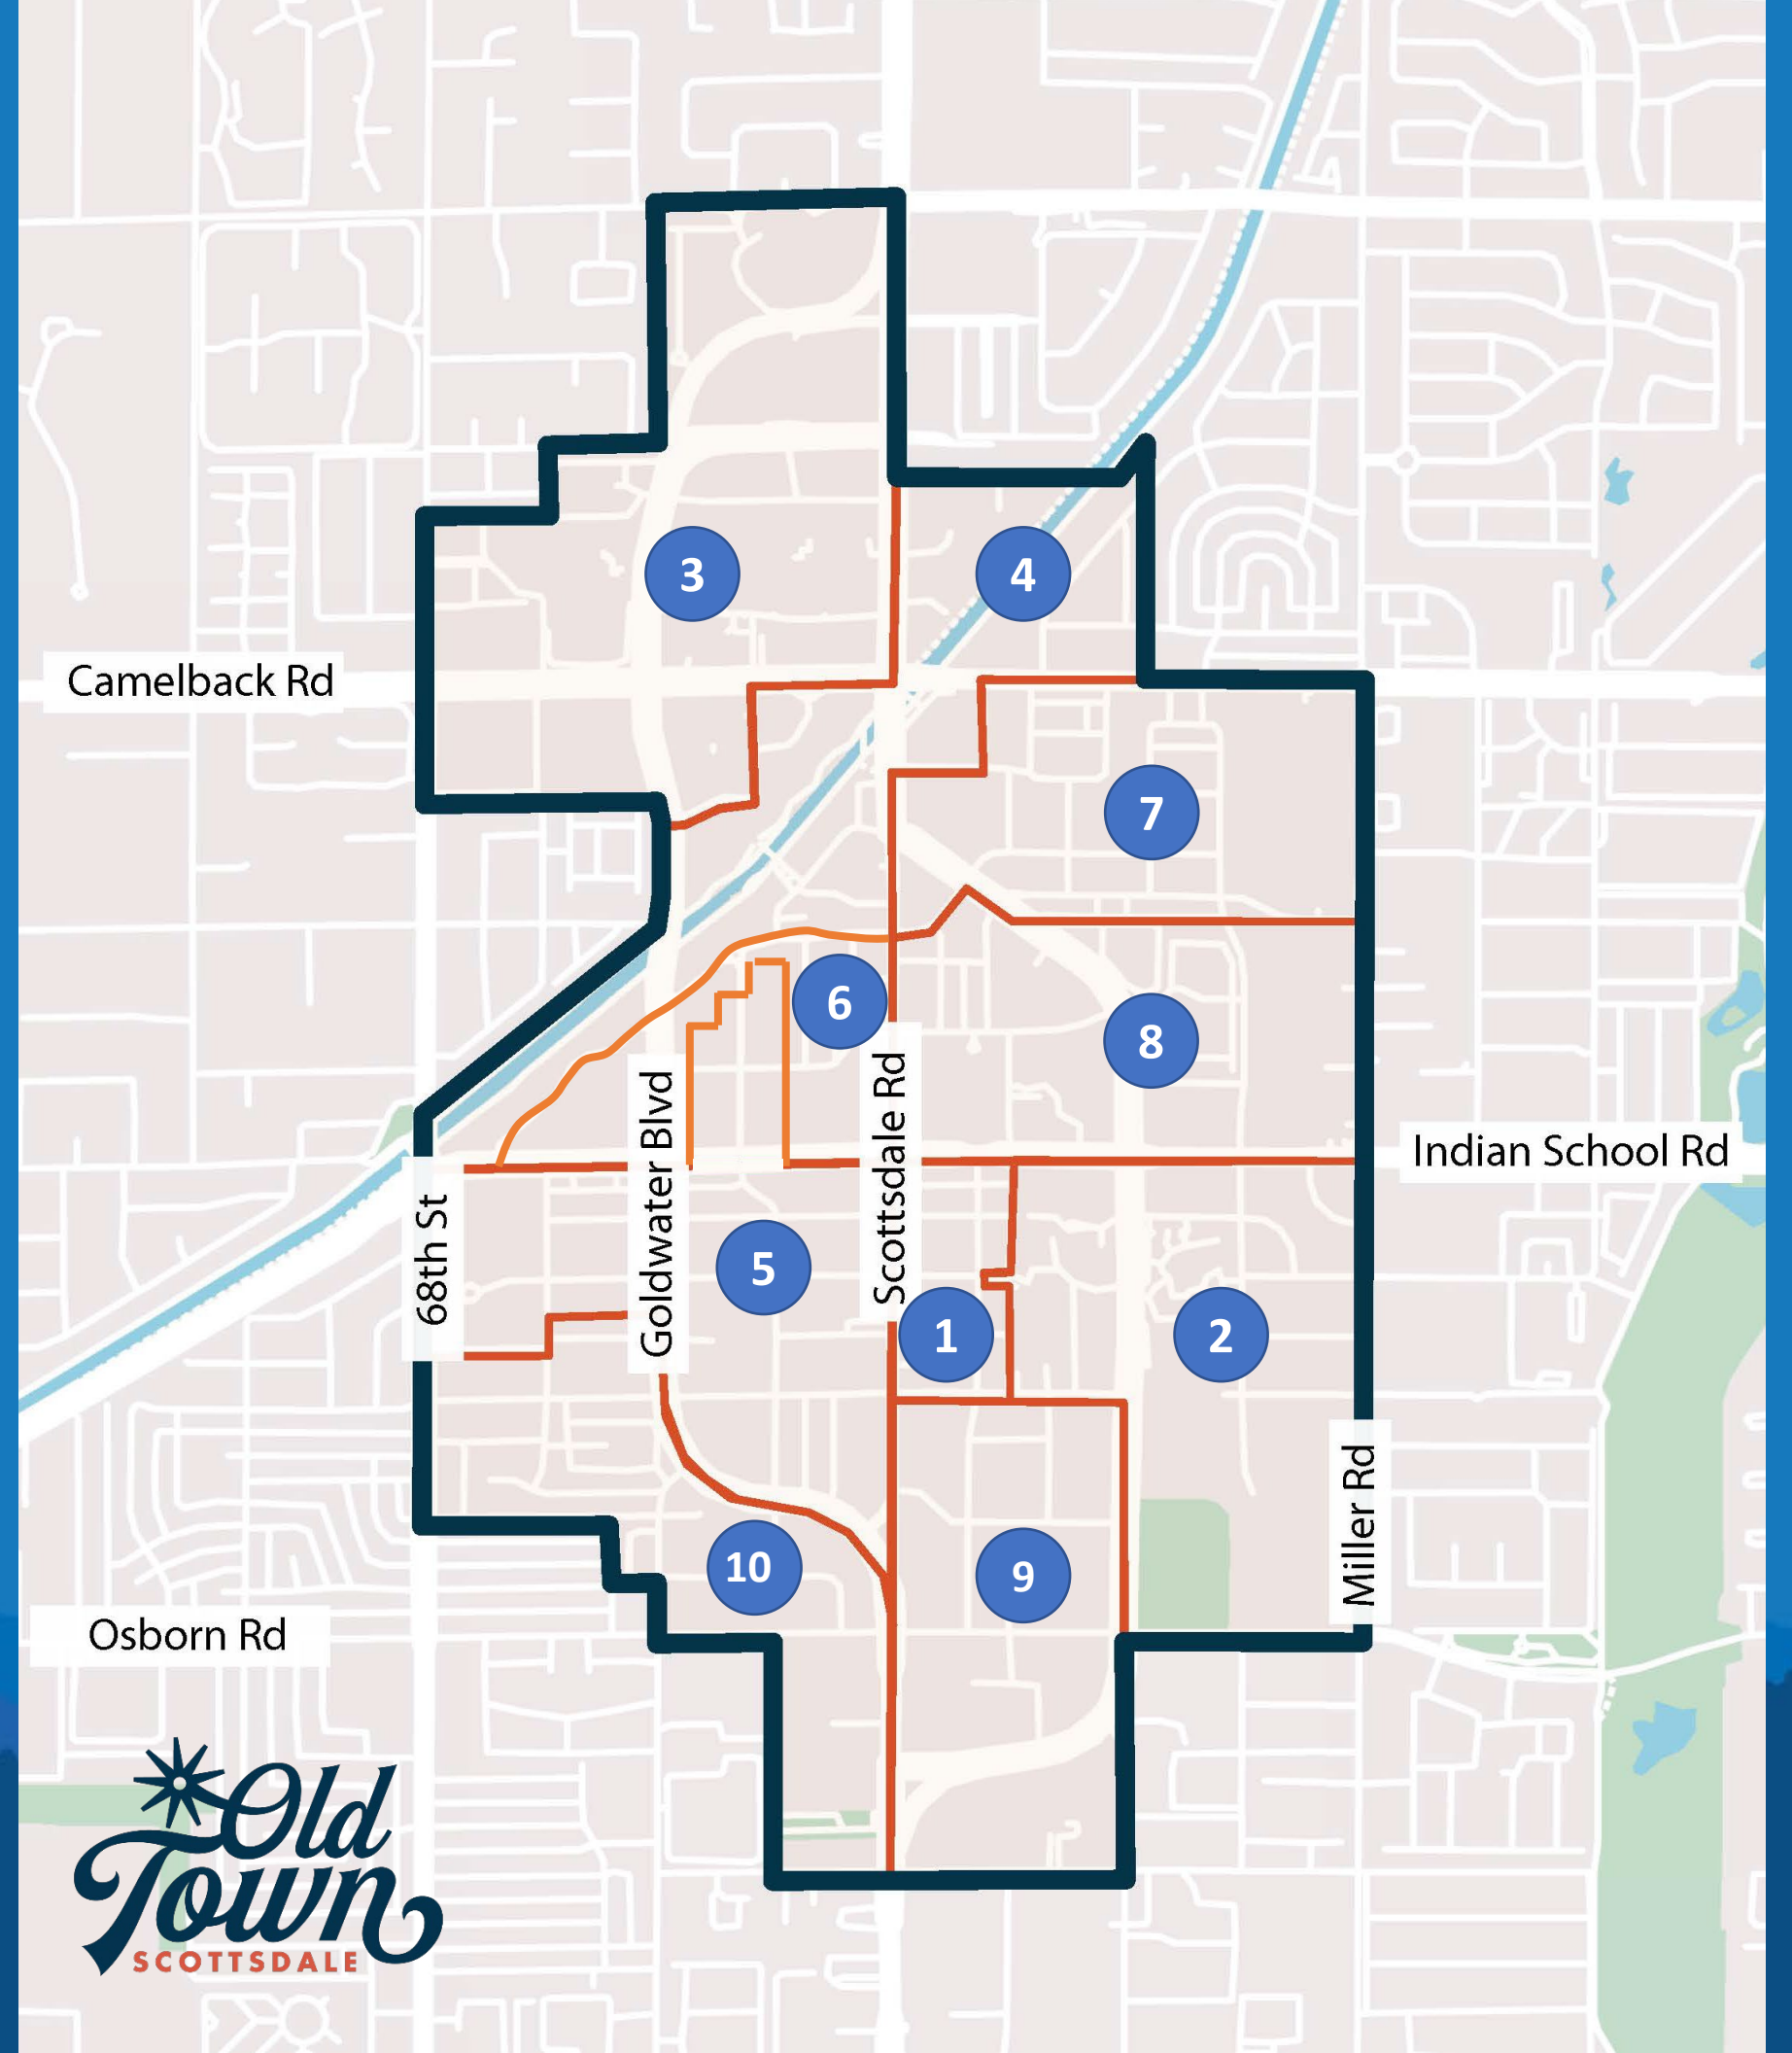 3
4
Camelback Rd
7
6
8
Goldwater Blvd
Scottsdale Rd
Indian School Rd
68th St
5
1
2
Miller Rd
10
9
Osborn Rd
Old
Town
SCOTTSDALE